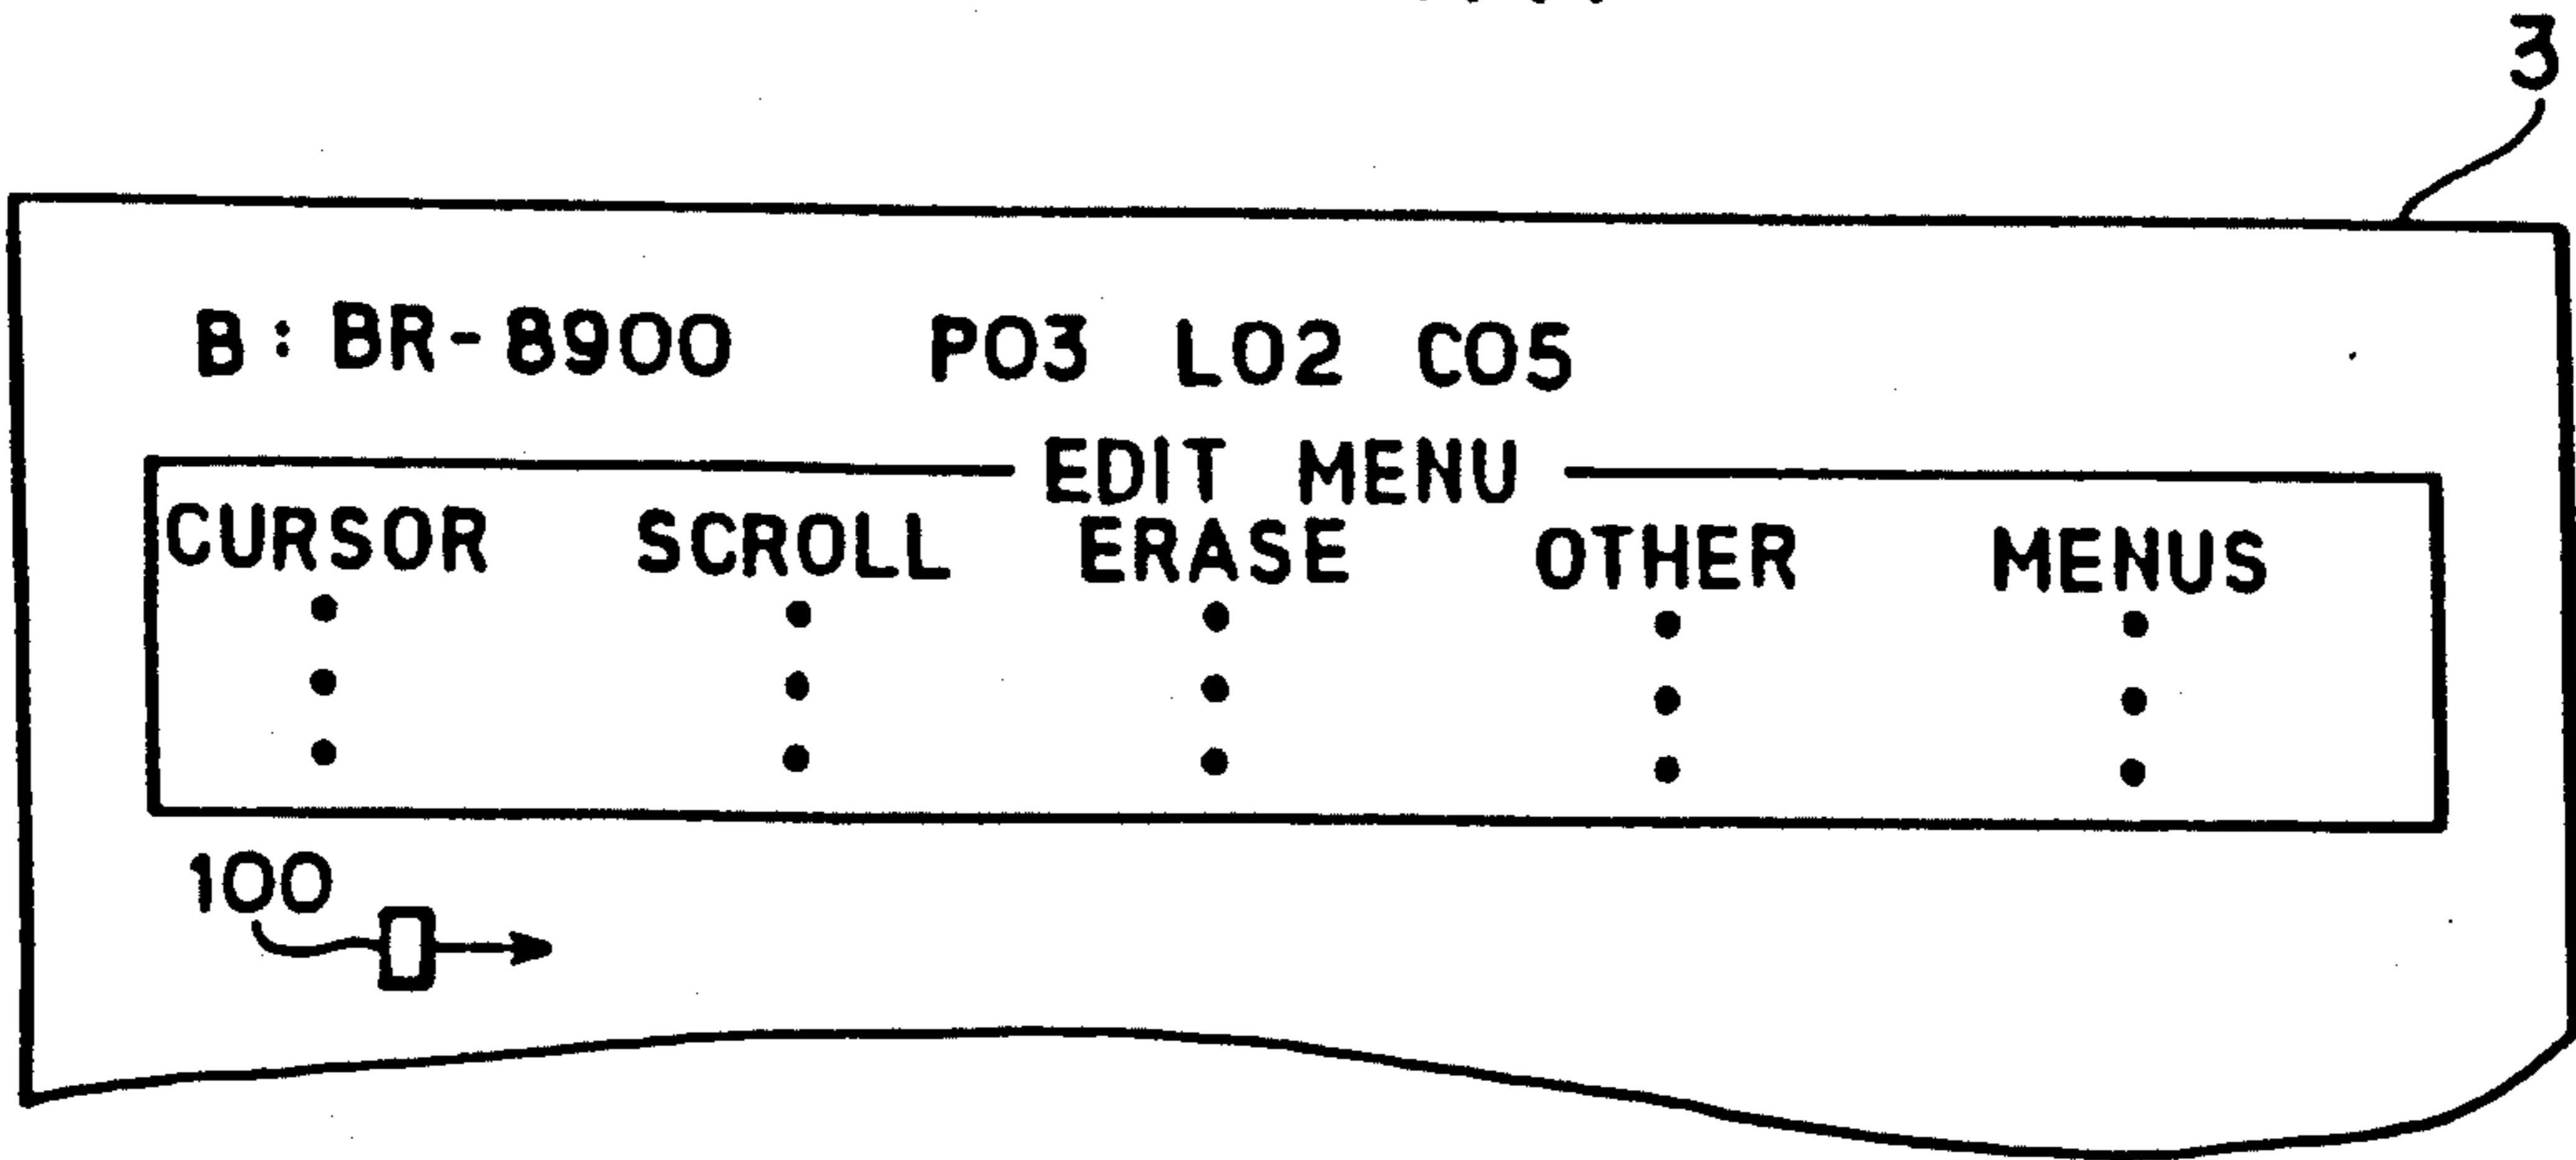 3
B: BR-8900 P03 L02 C05
EDIT MENU
CURSOR SCROLL ERASE OTHER MENUS
100